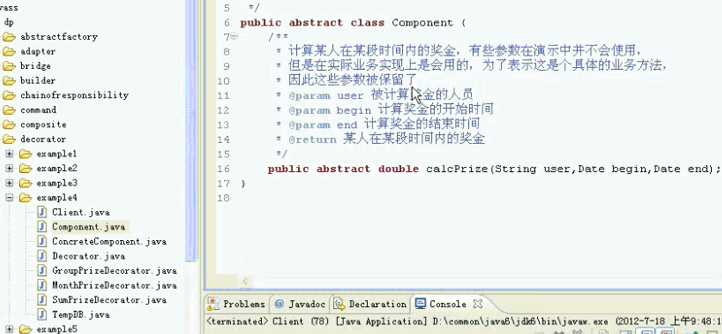 vass
dp
abstractfactory
adapter
bridge
builder
chainofresponsibility
command
composite
decorator
example1
example2
example3
example4
Client.java
Component.java
ConcreteComponent.java
Decorator.java
GroupPrizeDecorator.java
MonthPrizeDecorator.java
SumPrizeDecorator.java
TempDB.java
example5
5 */
6 public abstract class Component {
7 /**
8 * 计算某人在某段时间内的奖金，有些参数在演示中并不会使用，
9 * 但是在实际业务实现上是会用的，为了表示这是个具体的业务方法，
10 * 因此这些参数被保留了
11 * @param user 被计算奖金的人员
12 * @param begin 计算奖金的开始时间
13 * @param end 计算奖金的结束时间
14 * @return 某人在某段时间内的奖金
15 */
16 public abstract double calcPrize(String user,Date begin,Date end);
17 }
18
Problems @ Javadoc Declaration Console
<terminated> Client (78) [Java Application] D:\common\java6\jdk6\bin\javaw.exe (2012-7-18 上午9:48:1